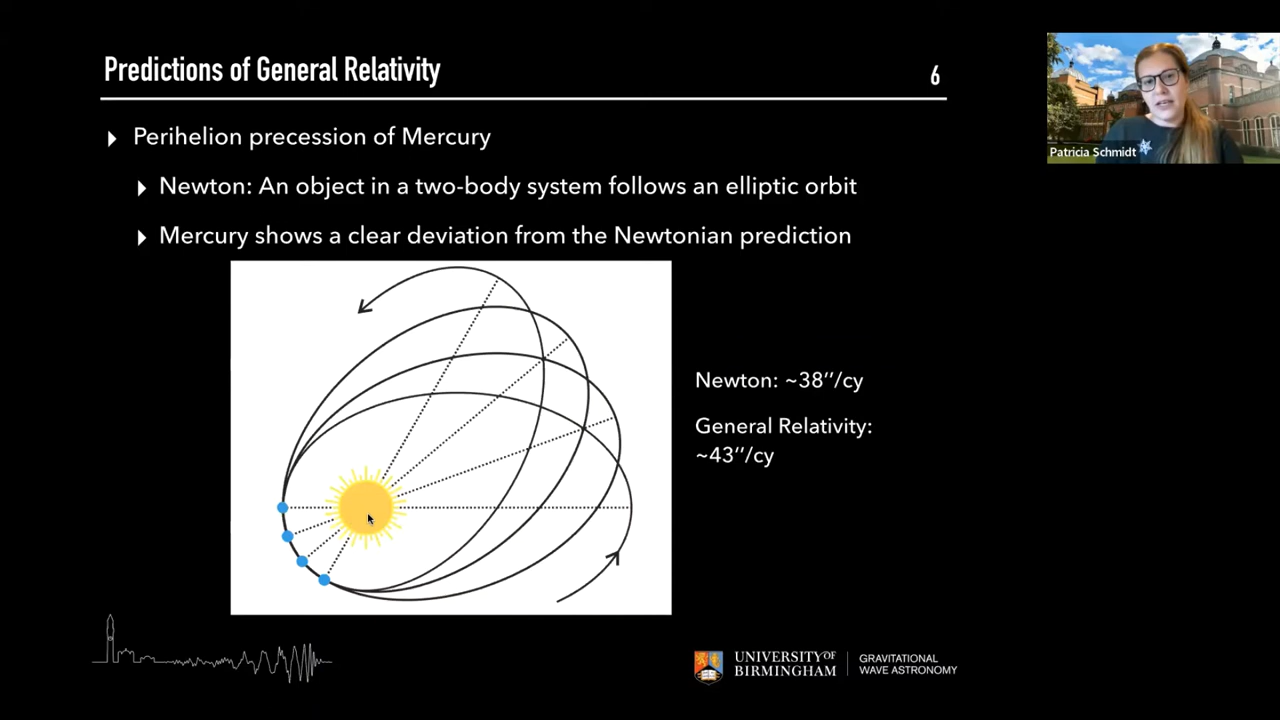 Predictions of General Relativity
6
Perihelion precession of Mercury
Newton: An object in a two-body system follows an elliptic orbit
Mercury shows a clear deviation from the Newtonian prediction
Newton: ~38’’/cy
General Relativity:
~43’’/cy
Patricia Schmidt
UNIVERSITYOF
BIRMINGHAM
GRAVITATIONAL
WAVE ASTRONOMY